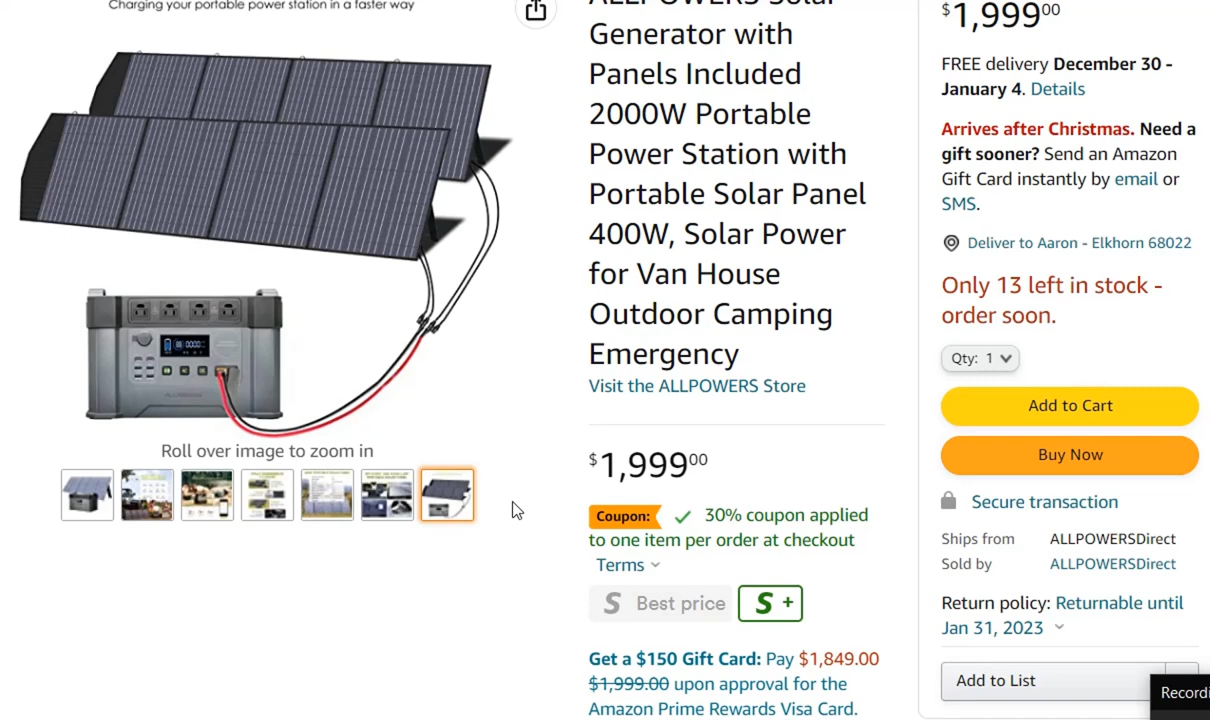 Charging your portable power station in a faster way
ALLPOWERS Solar
Generator with
Panels Included
2000W Portable
Power Station with
Portable Solar Panel
400W, Solar Power
for Van House
Outdoor Camping
Emergency
Visit the ALLPOWERS Store
$1,99900
Coupon: 30% coupon applied
to one item per order at checkout
Terms
S Best price S +
Get a $150 Gift Card: Pay $1,849.00
$1,999.00 upon approval for the
Amazon Prime Rewards Visa Card.
Roll over image to zoom in
$1,99900
FREE delivery December 30 -
January 4. Details
Arrives after Christmas. Need a
gift sooner? Send an Amazon
Gift Card instantly by email or
SMS.
Deliver to Aaron - Elkhorn 68022
Only 13 left in stock -
order soon.
Qty: 1
Add to Cart
Buy Now
Secure transaction
Ships from ALLPOWERSDirect
Sold by ALLPOWERSDirect
Return policy: Returnable until
Jan 31, 2023
Add to List
Recordi